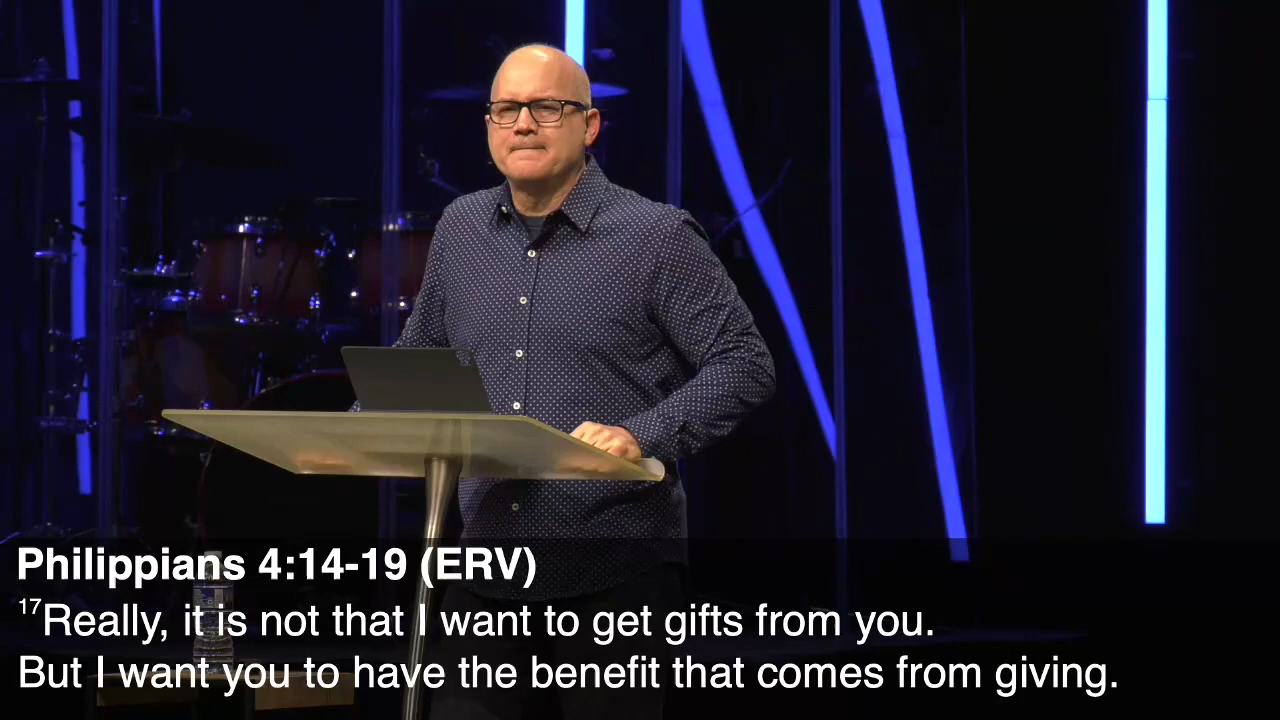 Philippians 4:14-19 (ERV)
17Really, it is not that I want to get gifts from you.
But I want you to have the benefit that comes from giving.